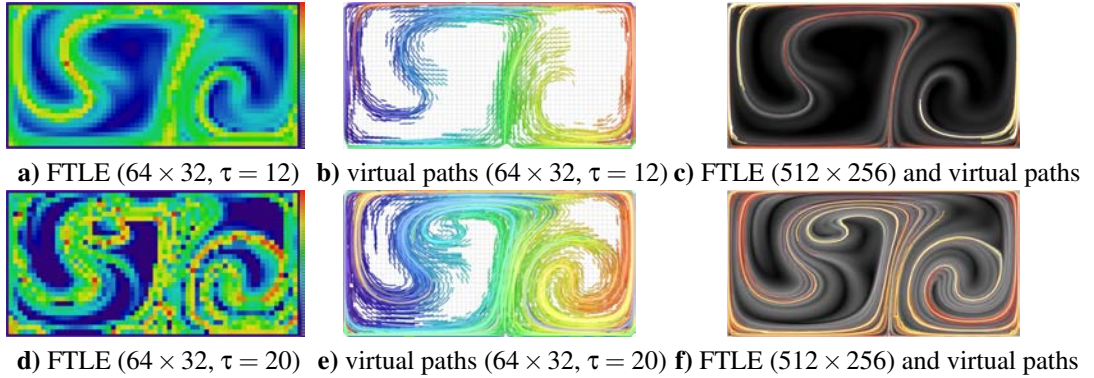 a) FTLE (64 × 32, τ = 12) b) virtual paths (64 × 32, τ = 12) c) FTLE (512 × 256) and virtual paths
d) FTLE (64 × 32, τ = 20) e) virtual paths (64 × 32, τ = 20) f) FTLE (512 × 256) and virtual paths